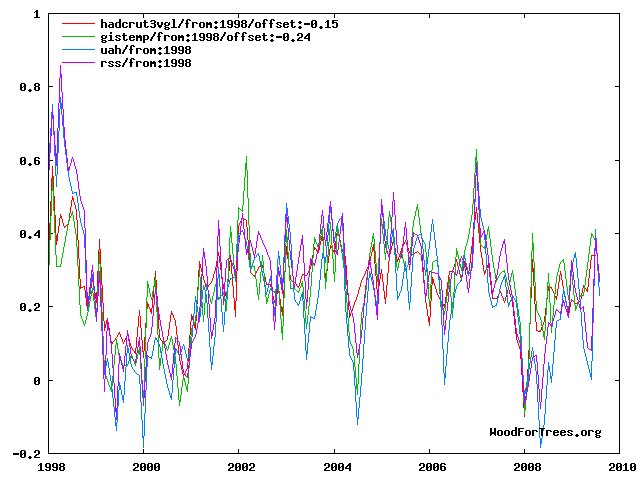 hadcrut3vgl/from:1998/offset:-0.15
gistemp/from:1998/offset:-0.24
uah/from:1998
rss/from:1998
1
0.8
0.6
0.4
0.2
0
-0.2
WoodForTrees.org
1998 2000 2002 2004 2006 2008 2010